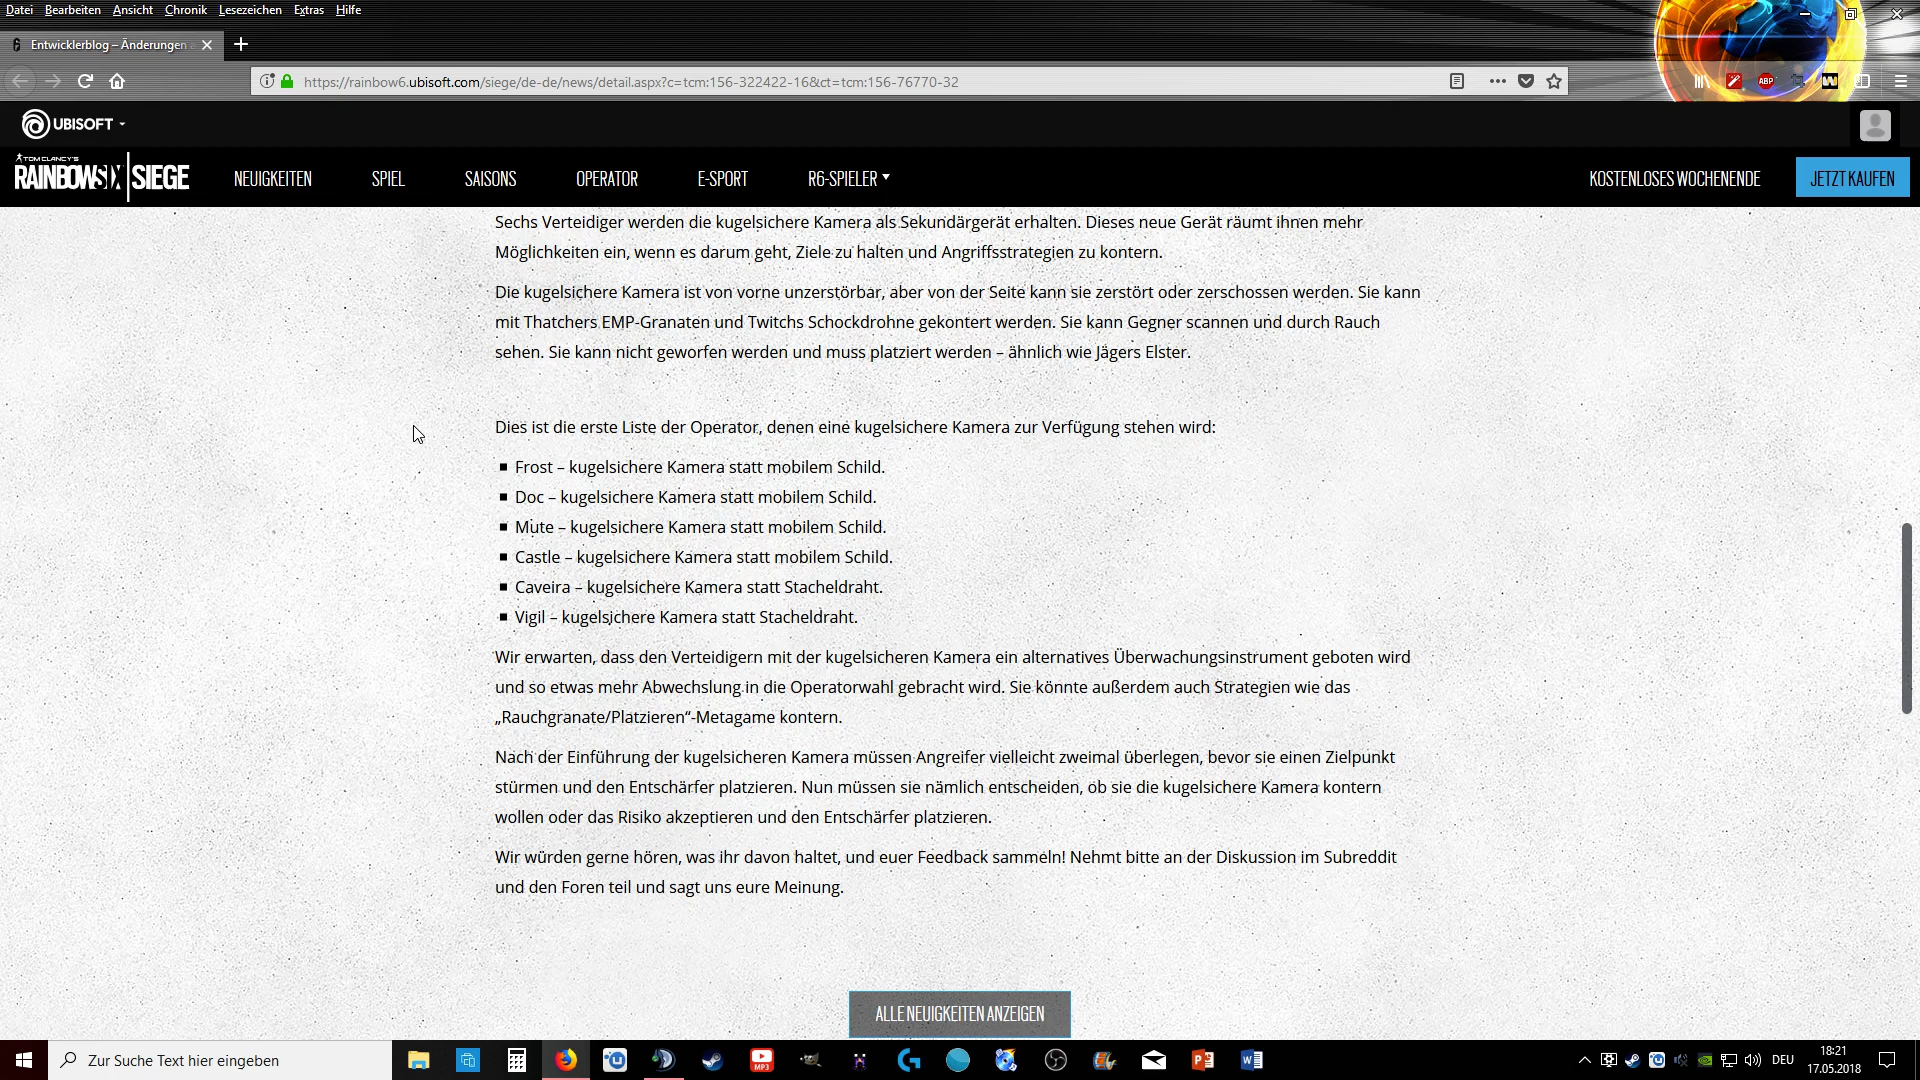 Datei Bearbeiten Ansicht Chronik Lesezeichen Extras Hilfe
Entwicklerblog – Änderungen a
https://rainbow6.ubisoft.com/siege/de-de/news/detail.aspx?c=tcm:156-322422-16&ct=tcm:156-76770-32
ABP
UBISOFT
TOM CLANCY'S
RAINBOW SIX SIEGE
NEUIGKEITEN SPIEL SAISONS OPERATOR E-SPORT R6-SPIELER KOSTENLOSES WOCHENENDE JETZT KAUFEN
Sechs Verteidiger werden die kugelsichere Kamera als Sekundärgerät erhalten. Dieses neue Gerät räumt ihnen mehr
Möglichkeiten ein, wenn es darum geht, Ziele zu halten und Angriffsstrategien zu kontern.
Die kugelsichere Kamera ist von vorne unzerstörbar, aber von der Seite kann sie zerstört oder zerschossen werden. Sie kann
mit Thatchers EMP-Granaten und Twitchs Schockdrohne gekontert werden. Sie kann Gegner scannen und durch Rauch
sehen. Sie kann nicht geworfen werden und muss platziert werden – ähnlich wie Jägers Elster.
Dies ist die erste Liste der Operator, denen eine kugelsichere Kamera zur Verfügung stehen wird:
Frost – kugelsichere Kamera statt mobilem Schild.
Doc – kugelsichere Kamera statt mobilem Schild.
Mute – kugelsichere Kamera statt mobilem Schild.
Castle – kugelsichere Kamera statt mobilem Schild.
Caveira – kugelsichere Kamera statt Stacheldraht.
Vigil – kugelsichere Kamera statt Stacheldraht.
Wir erwarten, dass den Verteidigern mit der kugelsicheren Kamera ein alternatives Überwachungsinstrument geboten wird
und so etwas mehr Abwechslung in die Operatorwahl gebracht wird. Sie könnte außerdem auch Strategien wie das
„Rauchgranate/Platzieren“-Metagame kontern.
Nach der Einführung der kugelsicheren Kamera müssen Angreifer vielleicht zweimal überlegen, bevor sie einen Zielpunkt
stürmen und den Entschärfer platzieren. Nun müssen sie nämlich entscheiden, ob sie die kugelsichere Kamera kontern
wollen oder das Risiko akzeptieren und den Entschärfer platzieren.
Wir würden gerne hören, was ihr davon haltet, und euer Feedback sammeln! Nehmt bitte an der Diskussion im Subreddit
und den Foren teil und sagt uns eure Meinung.
ALLE NEUIGKEITEN ANZEIGEN
Zur Suche Text hier eingeben
MP3
DEU
18:21
17.05.2018